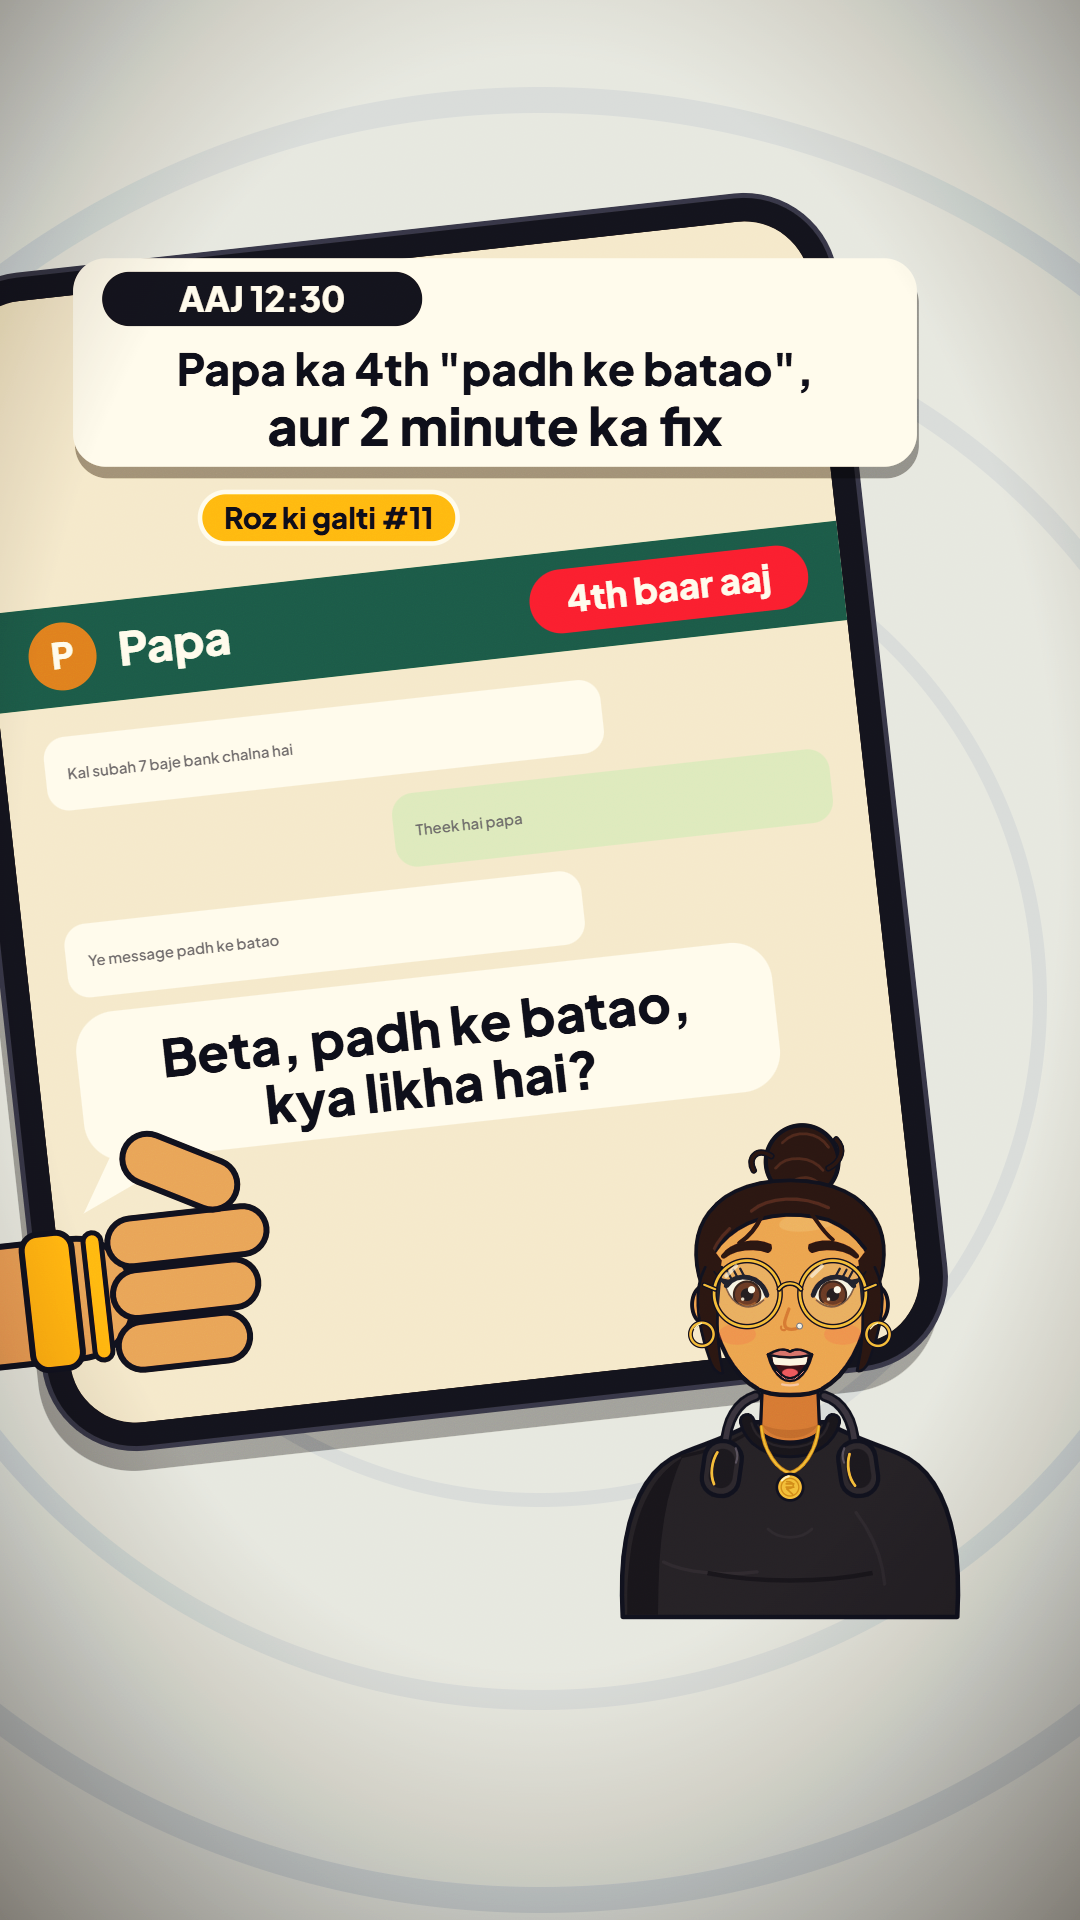 AAJ 12:30
Papa ka 4th "padh ke batao",
aur 2 minute ka fix
Roz ki galti #11
4th baar aaj
P
Papa
Kal subah 7 baje bank chalna hai
Theek hai papa
Ye message padh ke batao
Beta, padh ke batao,
kya likha hai?
₹